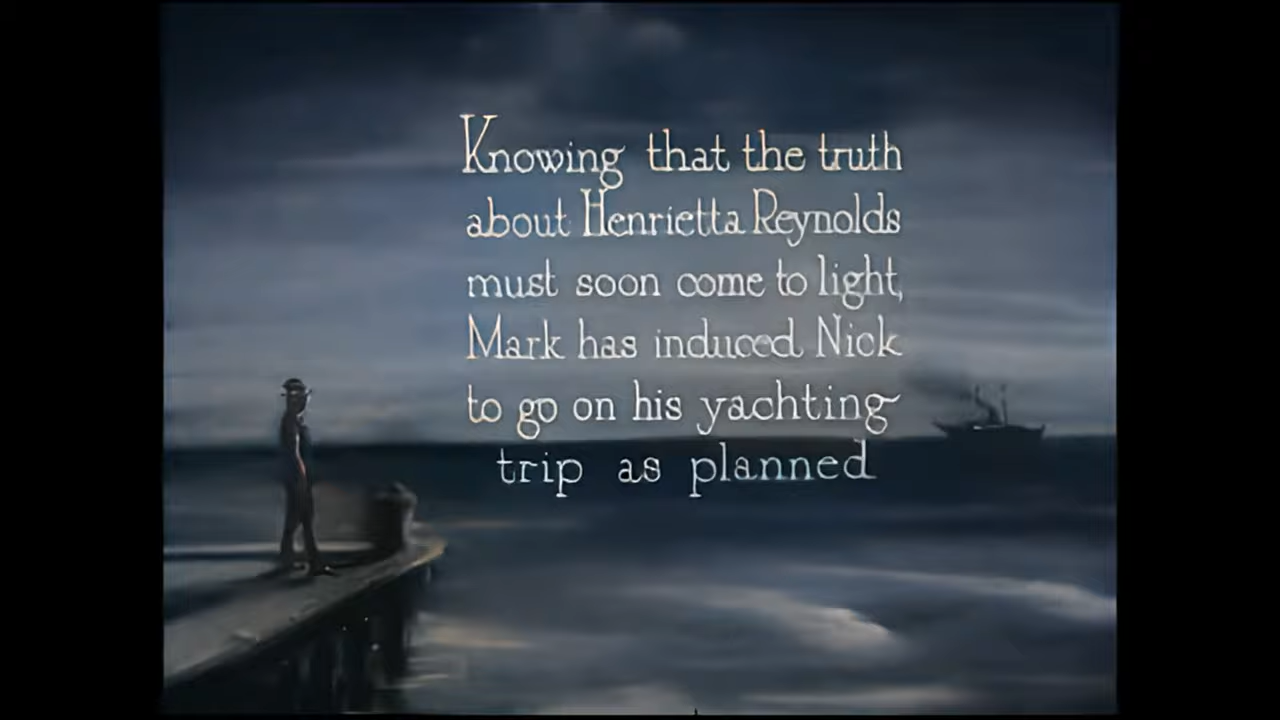 Knowing that the truth
about Henrietta Reynolds
must soon come to light,
Mark has induced Nick
to go on his yachting
trip as planned